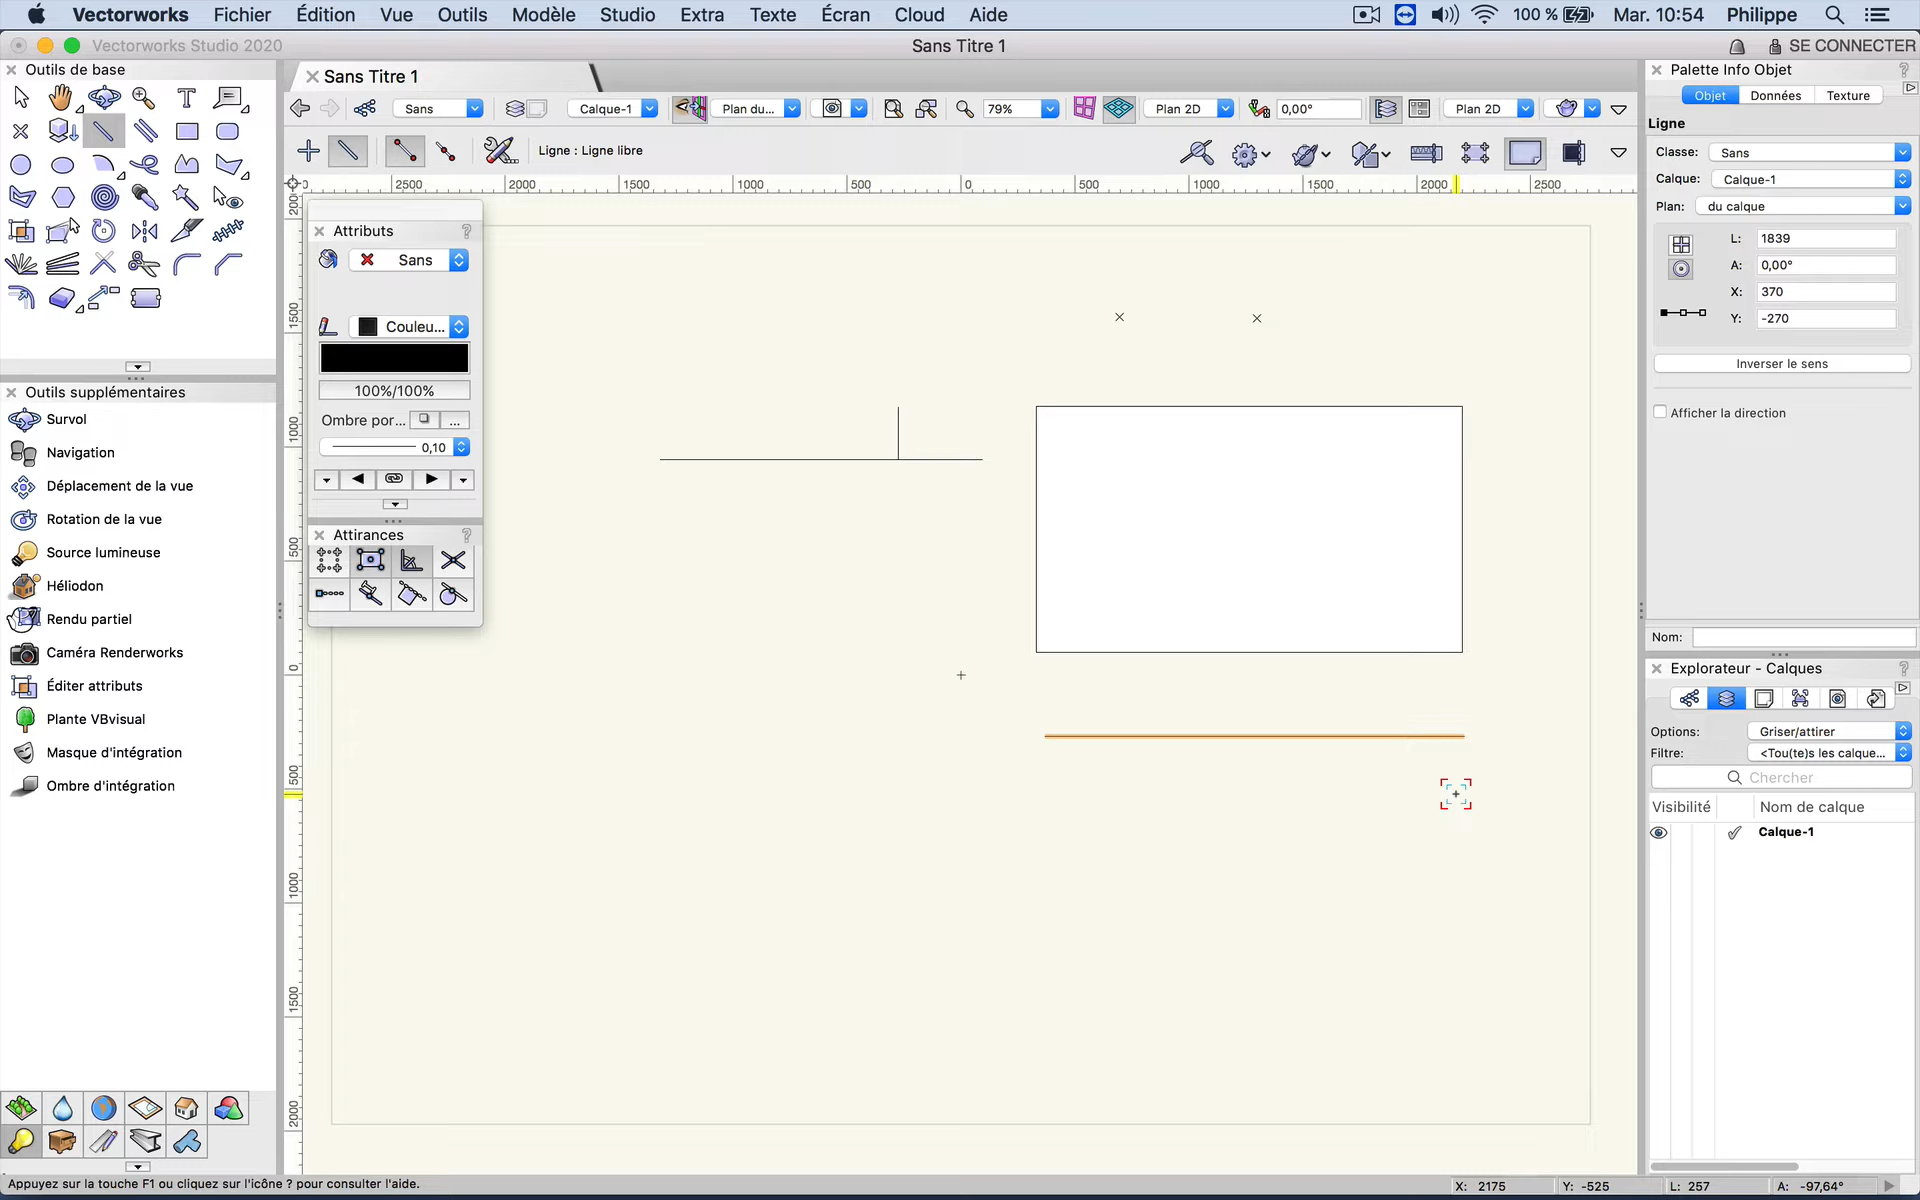 Vectorworks Fichier Édition Vue Outils Modèle Studio Extra Texte Écran Cloud Aide 100 % Mar. 10:54 Philippe
Vectorworks Studio 2020
Sans Titre 1
SE CONNECTER
Outils de base
Sans Titre 1
Sans
Calque-1
Plan du...
79%
Plan 2D
0,00°
Plan 2D
Ligne : Ligne libre
2500 2000 1500 1000 500 0 500 1000 1500 2000 2500
1500
1000
500
0
500
1000
1500
2000
Attributs ?
Sans
Couleu...
100%/100%
Ombre por... ...
0,10
Attirances ?
Outils supplémentaires
Survol
Navigation
Déplacement de la vue
Rotation de la vue
Source lumineuse
Héliodon
Rendu partiel
Caméra Renderworks
Éditer attributs
Plante VBvisual
Masque d'intégration
Ombre d'intégration
Palette Info Objet ?
Objet Données Texture
Ligne
Classe: Sans
Calque: Calque-1
Plan: du calque
L: 1839
A: 0,00°
X: 370
Y: -270
Inverser le sens
Afficher la direction
Nom:
Explorateur - Calques ?
Options: Griser/attirer
Filtre: <Tou(te)s les calque...
Chercher
Visibilité Nom de calque
Calque-1
Appuyez sur la touche F1 ou cliquez sur l'icône ? pour consulter l'aide.
X: 2175 Y: -525 L: 257 A: -97,64°